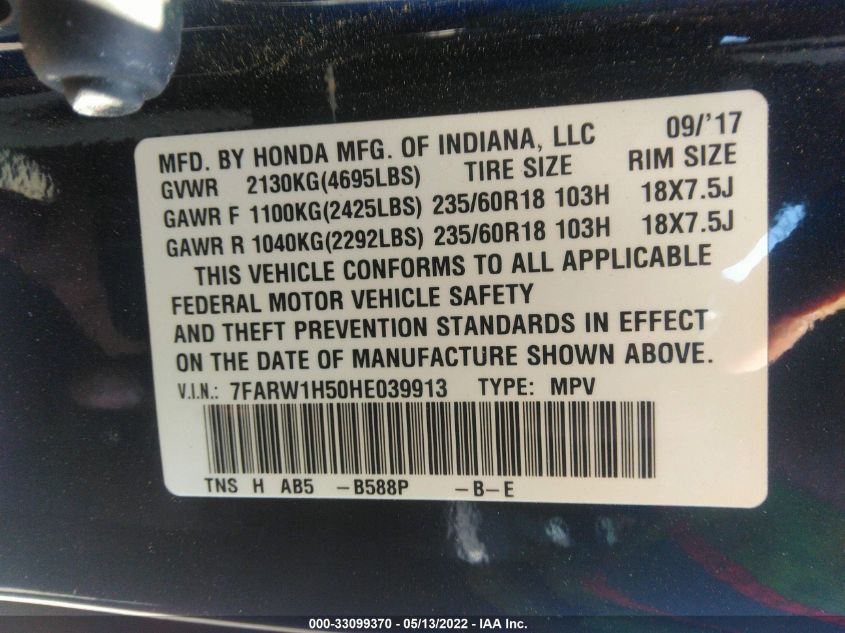 MFD. BY HONDA MFG. OF INDIANA, LLC 09/'17
GVWR 2130KG(4695LBS) TIRE SIZE RIM SIZE
GAWR F 1100KG(2425LBS) 235/60R18 103H 18X7.5J
GAWR R 1040KG(2292LBS) 235/60R18 103H 18X7.5J
THIS VEHICLE CONFORMS TO ALL APPLICABLE
FEDERAL MOTOR VEHICLE SAFETY
AND THEFT PREVENTION STANDARDS IN EFFECT
ON THE DATE OF MANUFACTURE SHOWN ABOVE.
V.I.N.: 7FARW1H50HE039913 TYPE: MPV
TNS H AB5 –B588P –B–E
000-33099370 - 05/13/2022 - IAA Inc.